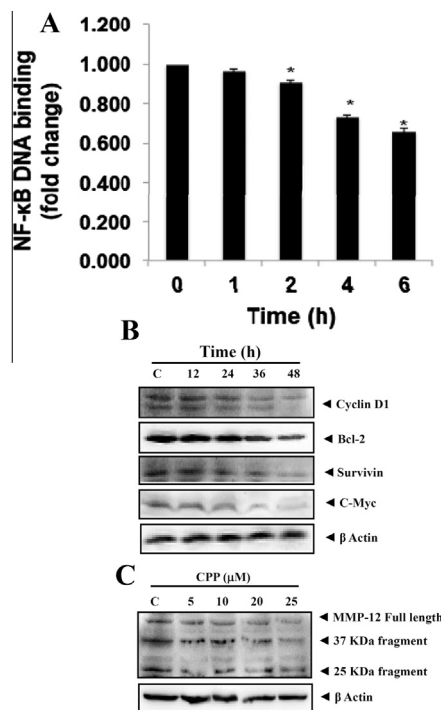 A
NF-κB DNA binding
(fold change)
1.200
1.000
0.800
0.600
0.400
0.200
0.000
*
*
*
0 1 2 4 6
Time (h)
B
Time (h)
C 12 24 36 48
Cyclin D1
Bcl-2
Survivin
C-Myc
β Actin
C
CPP (μM)
C 5 10 20 25
MMP-12 Full length
37 KDa fragment
25 KDa fragment
β Actin